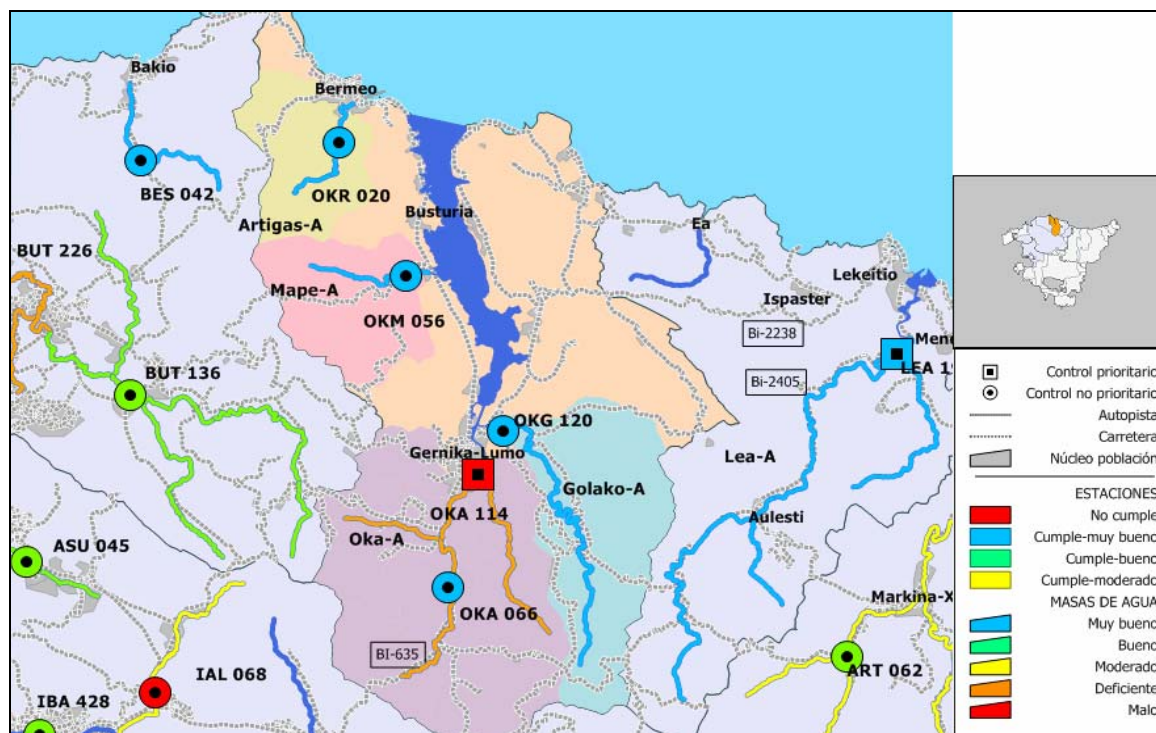 Bakio
Bermeo
BES 042
OKR 020
Artigas-A
Busturia
Ea
BUT 226
Mape-A
Lekeitio
Ispaster
OKM 056
Bi-2238
BUT 136
Bi-2405
OKG 120
Gernika-Lumo
Lea-A
Golako-A
OKA 114
Oka-A
Aulesti
ASU 045
OKA 066
Markina-X
BI-635
IAL 068
ART 062
IBA 428
Control prioritario
Control no prioritario
Autopista
Carretera
Núcleo población
ESTACIONES
No cumple
Cumple-muy bueno
Cumple-bueno
Cumple-moderado
MASAS DE AGUA
Muy bueno
Bueno
Moderado
Deficiente
Malo